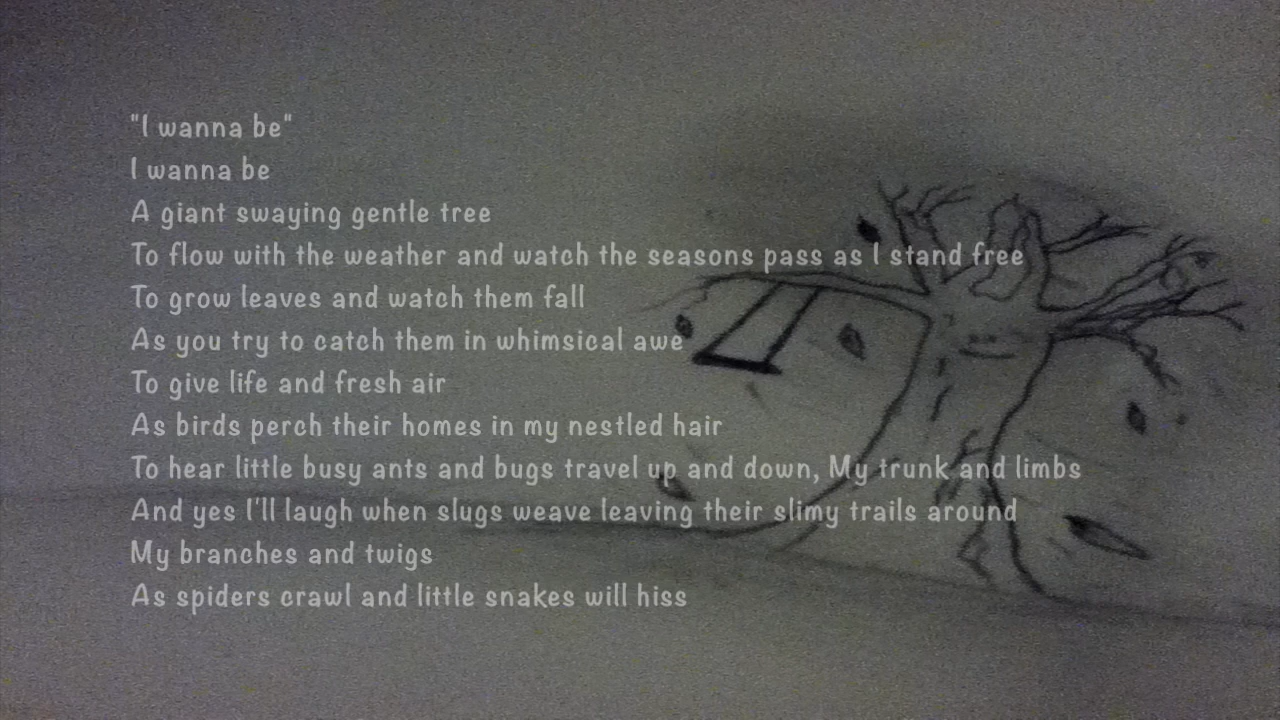 "I wanna be"
I wanna be
A giant swaying gentle tree
To flow with the weather and watch the seasons pass as I stand free
To grow leaves and watch them fall
As you try to catch them in whimsical awe
To give life and fresh air
As birds perch their homes in my nestled hair
To hear little busy ants and bugs travel up and down, My trunk and limbs
And yes I'll laugh when slugs weave leaving their slimy trails around
My branches and twigs
As spiders crawl and little snakes will hiss